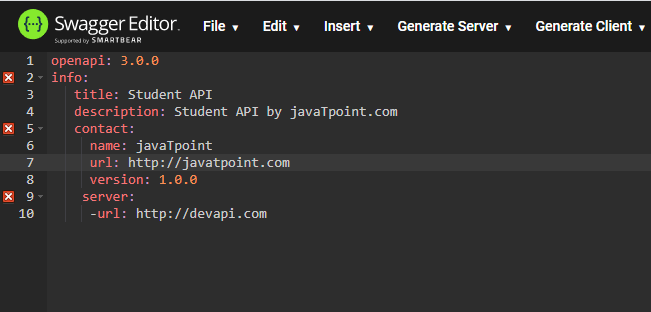 Swagger Editor.
Supported by SMARTBEAR
File ▾ Edit ▾ Insert ▾ Generate Server ▾ Generate Client ▾
1 openapi: 3.0.0
2 info:
3 title: Student API
4 description: Student API by javaTpoint.com
5 contact:
6 name: javaTpoint
7 url: http://javatpoint.com
8 version: 1.0.0
9 server:
10 -url: http://devapi.com